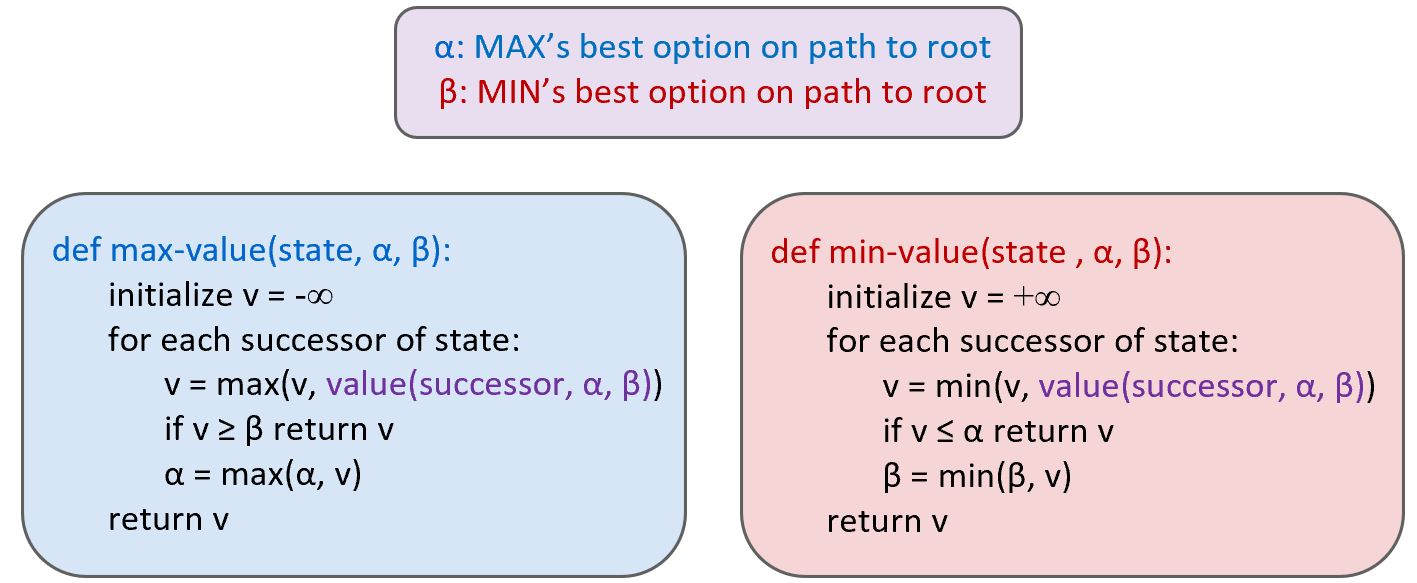 α: MAX’s best option on path to root
β: MIN’s best option on path to root
def max-value(state, α, β):
initialize v = -∞
for each successor of state:
v = max(v, value(successor, α, β))
if v ≥ β return v
α = max(α, v)
return v
def min-value(state , α, β):
initialize v = +∞
for each successor of state:
v = min(v, value(successor, α, β))
if v ≤ α return v
β = min(β, v)
return v